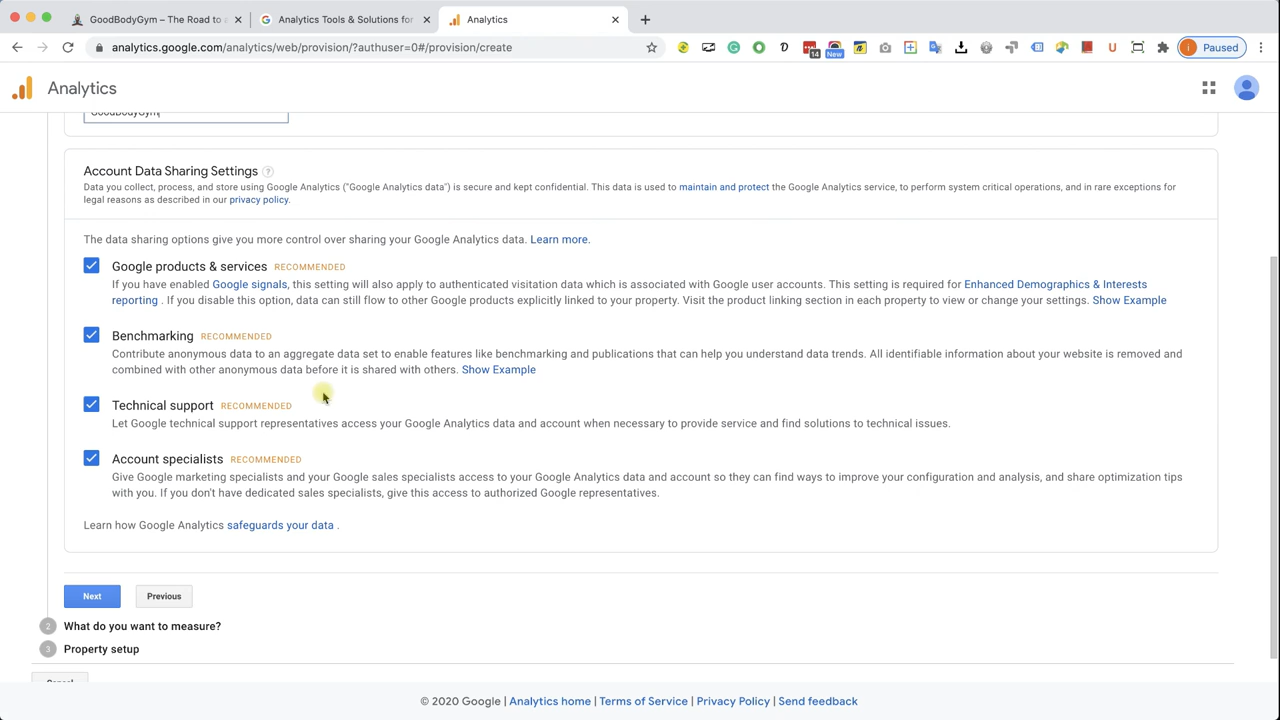 GoodBodyGym – The Road to
Analytics Tools & Solutions for
Analytics
analytics.google.com/analytics/web/provision/?authuser=0#/provision/create
14
New
Paused
Analytics
GoodBodyGym
Account Data Sharing Settings ?
Data you collect, process, and store using Google Analytics ("Google Analytics data") is secure and kept confidential. This data is used to maintain and protect the Google Analytics service, to perform system critical operations, and in rare exceptions for
legal reasons as described in our privacy policy.
The data sharing options give you more control over sharing your Google Analytics data. Learn more.
Google products & services RECOMMENDED
If you have enabled Google signals, this setting will also apply to authenticated visitation data which is associated with Google user accounts. This setting is required for Enhanced Demographics & Interests
reporting . If you disable this option, data can still flow to other Google products explicitly linked to your property. Visit the product linking section in each property to view or change your settings. Show Example
Benchmarking RECOMMENDED
Contribute anonymous data to an aggregate data set to enable features like benchmarking and publications that can help you understand data trends. All identifiable information about your website is removed and
combined with other anonymous data before it is shared with others. Show Example
Technical support RECOMMENDED
Let Google technical support representatives access your Google Analytics data and account when necessary to provide service and find solutions to technical issues.
Account specialists RECOMMENDED
Give Google marketing specialists and your Google sales specialists access to your Google Analytics data and account so they can find ways to improve your configuration and analysis, and share optimization tips
with you. If you don't have dedicated sales specialists, give this access to authorized Google representatives.
Learn how Google Analytics safeguards your data .
Next
Previous
2 What do you want to measure?
3 Property setup
Cancel
© 2020 Google | Analytics home | Terms of Service | Privacy Policy | Send feedback